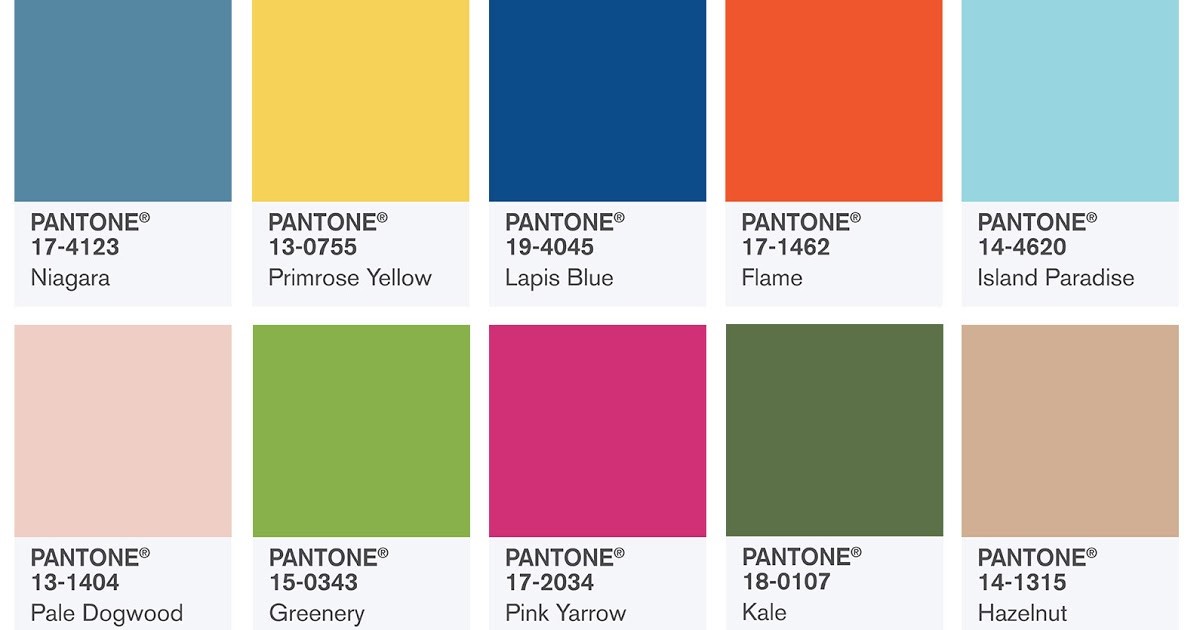 PANTONE®
17-4123
Niagara
PANTONE®
13-0755
Primrose Yellow
PANTONE®
19-4045
Lapis Blue
PANTONE®
17-1462
Flame
PANTONE®
14-4620
Island Paradise
PANTONE®
13-1404
Pale Dogwood
PANTONE®
15-0343
Greenery
PANTONE®
17-2034
Pink Yarrow
PANTONE®
18-0107
Kale
PANTONE®
14-1315
Hazelnut